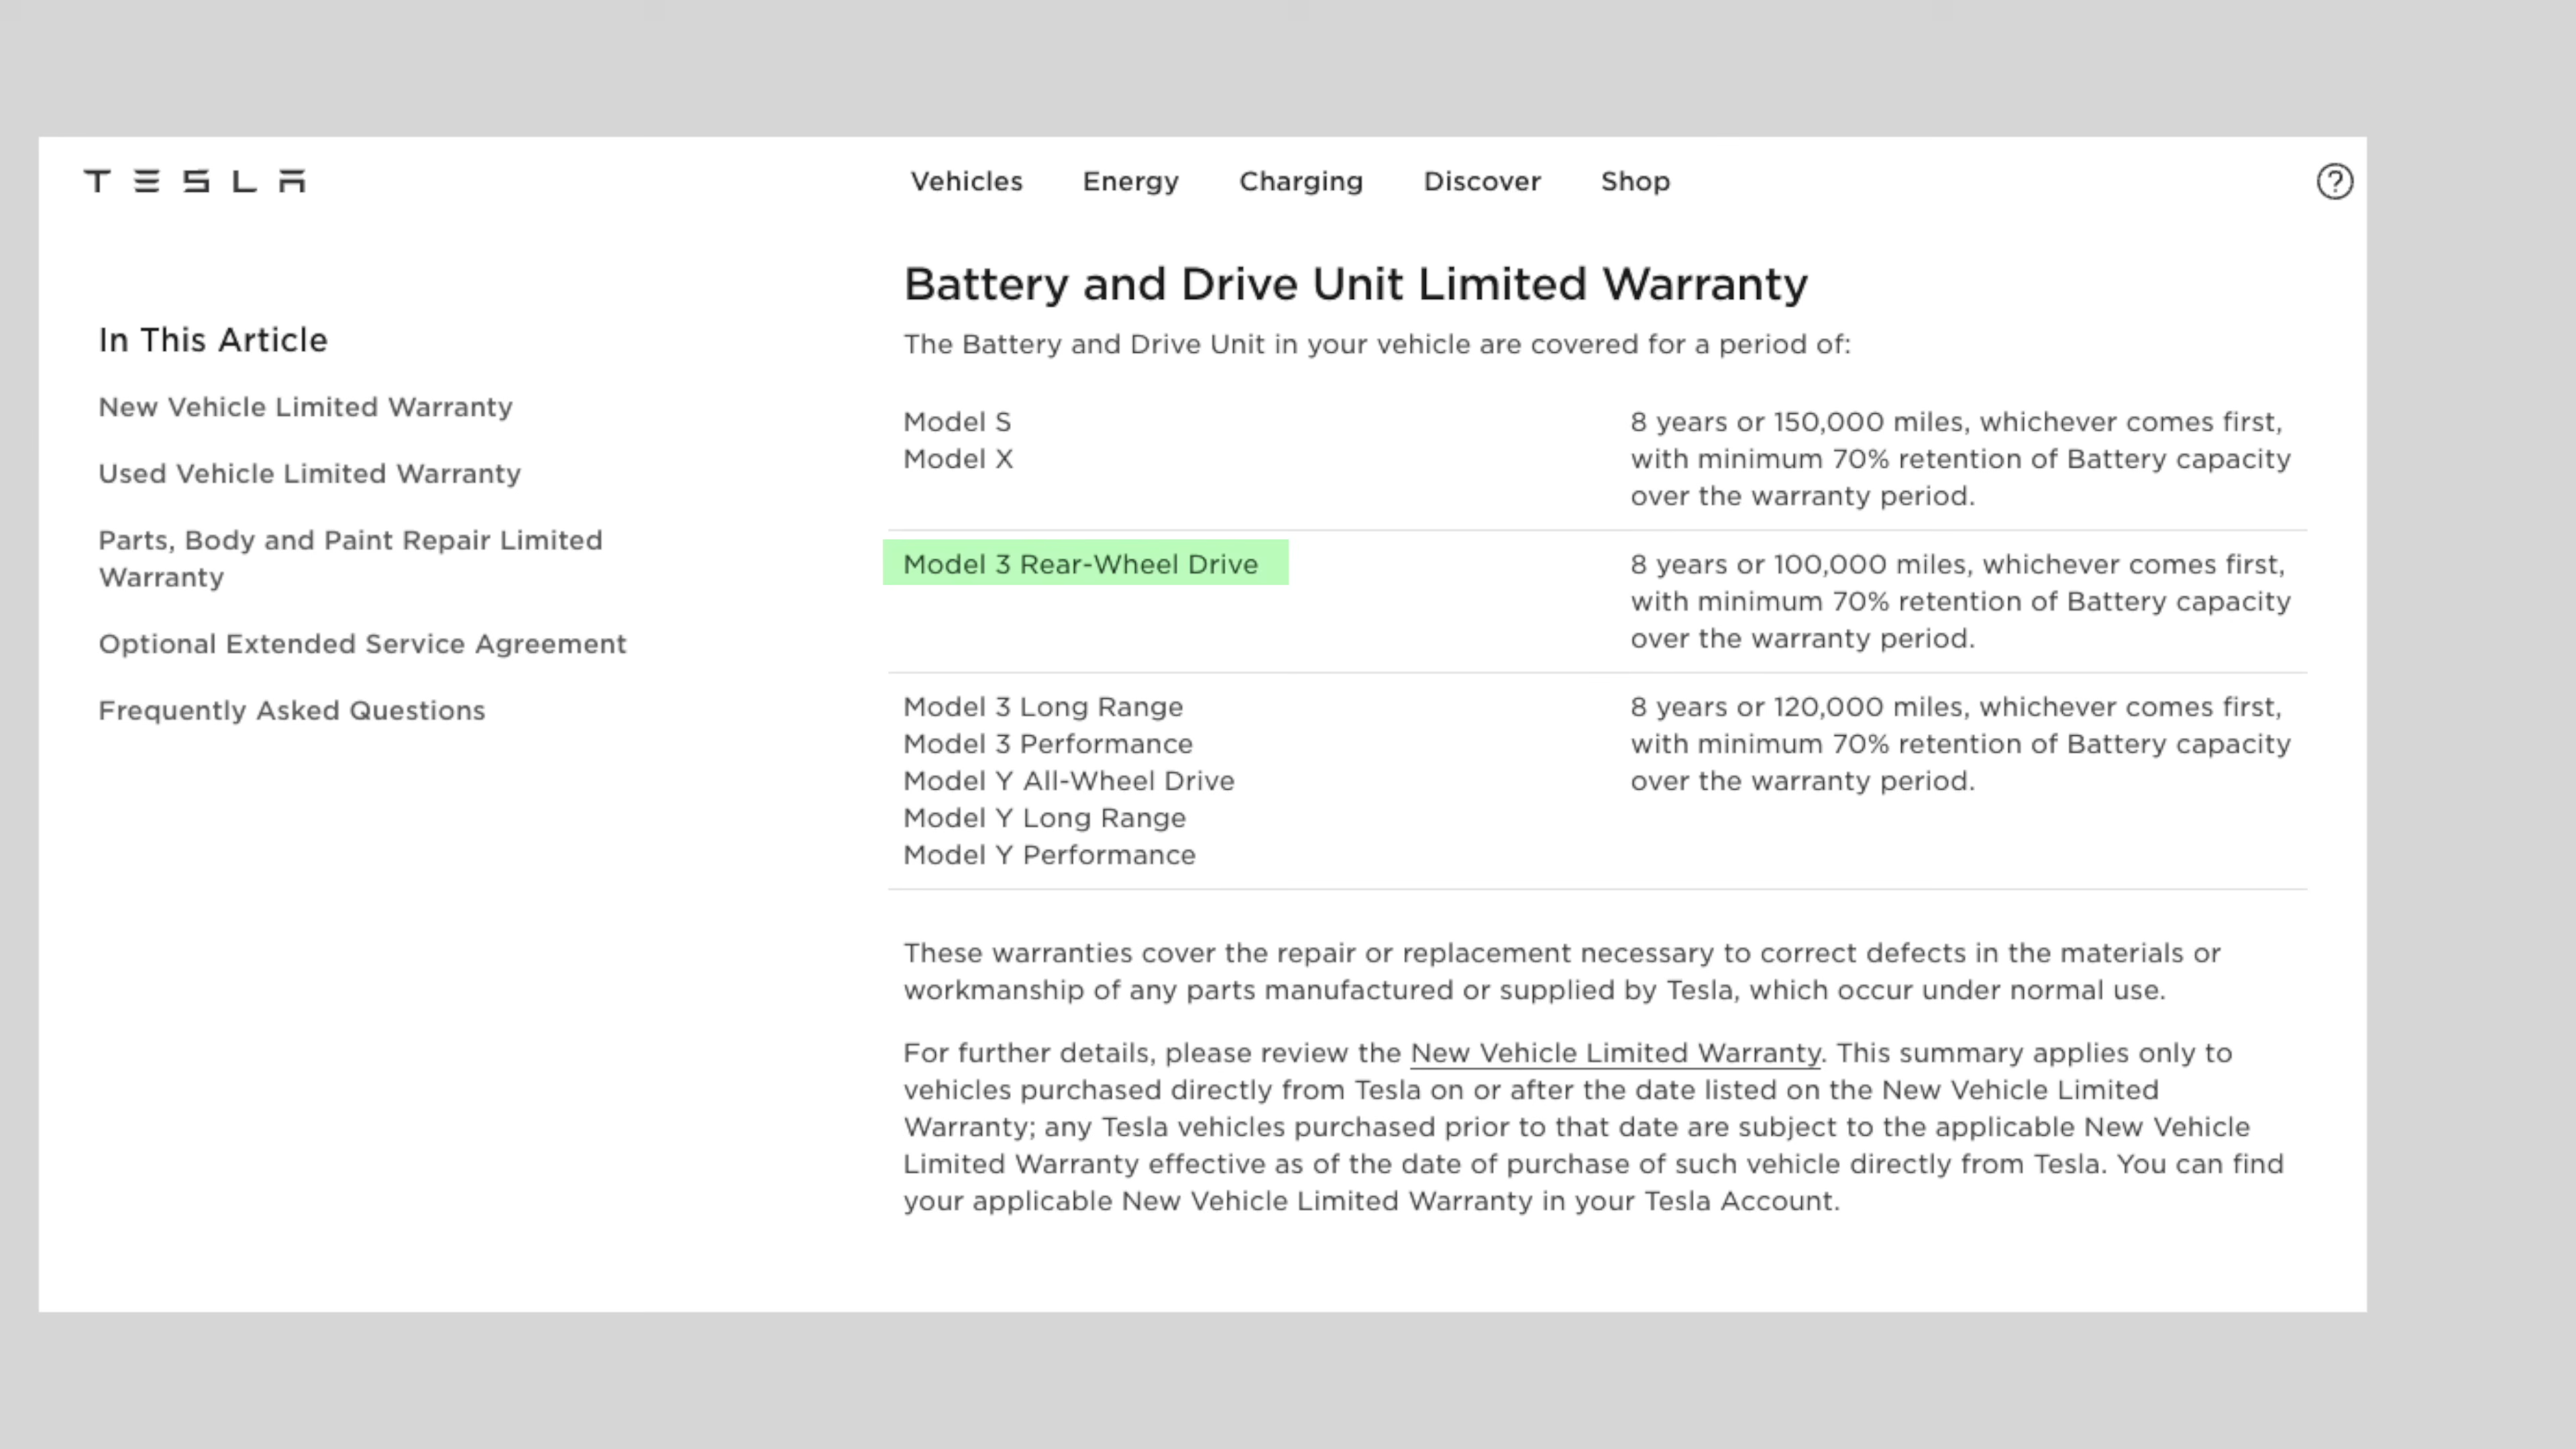 TESLA
Vehicles Energy Charging Discover Shop
?
In This Article
New Vehicle Limited Warranty
Used Vehicle Limited Warranty
Parts, Body and Paint Repair Limited
Warranty
Optional Extended Service Agreement
Frequently Asked Questions
Battery and Drive Unit Limited Warranty
The Battery and Drive Unit in your vehicle are covered for a period of:
Model S
Model X
8 years or 150,000 miles, whichever comes first,
with minimum 70% retention of Battery capacity
over the warranty period.
Model 3 Rear-Wheel Drive
8 years or 100,000 miles, whichever comes first,
with minimum 70% retention of Battery capacity
over the warranty period.
Model 3 Long Range
Model 3 Performance
Model Y All-Wheel Drive
Model Y Long Range
Model Y Performance
8 years or 120,000 miles, whichever comes first,
with minimum 70% retention of Battery capacity
over the warranty period.
These warranties cover the repair or replacement necessary to correct defects in the materials or
workmanship of any parts manufactured or supplied by Tesla, which occur under normal use.
For further details, please review the New Vehicle Limited Warranty. This summary applies only to
vehicles purchased directly from Tesla on or after the date listed on the New Vehicle Limited
Warranty; any Tesla vehicles purchased prior to that date are subject to the applicable New Vehicle
Limited Warranty effective as of the date of purchase of such vehicle directly from Tesla. You can find
your applicable New Vehicle Limited Warranty in your Tesla Account.